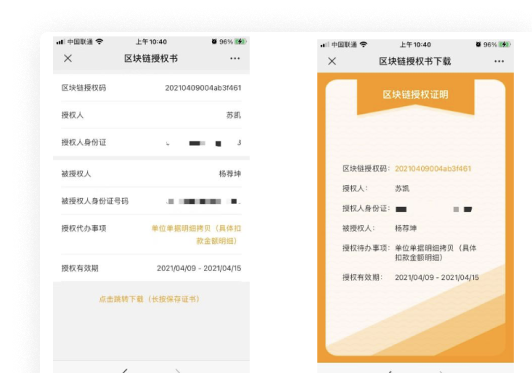 中国联通
上午10:40
96%
区块链授权书
区块链授权码
20210409004ab3f461
授权人
苏凯
授权人身份证
3
被授权人
杨荐坤
被授权人身份证号码
授权代办事项
单位单据明细拷贝（具体扣
款金额明细）
授权有效期
2021/04/09 - 2021/04/15
点击跳转下载（长按保存证书）
中国联通
上午10:40
96%
区块链授权书下载
区块链授权证明
区块链授权码: 20210409004ab3f461
授权人: 苏凯
授权人身份证:
被授权人: 杨荐坤
授权待办事项: 单位单据明细拷贝（具体
扣款金额明细）
授权有效期: 2021/04/09 - 2021/04/15